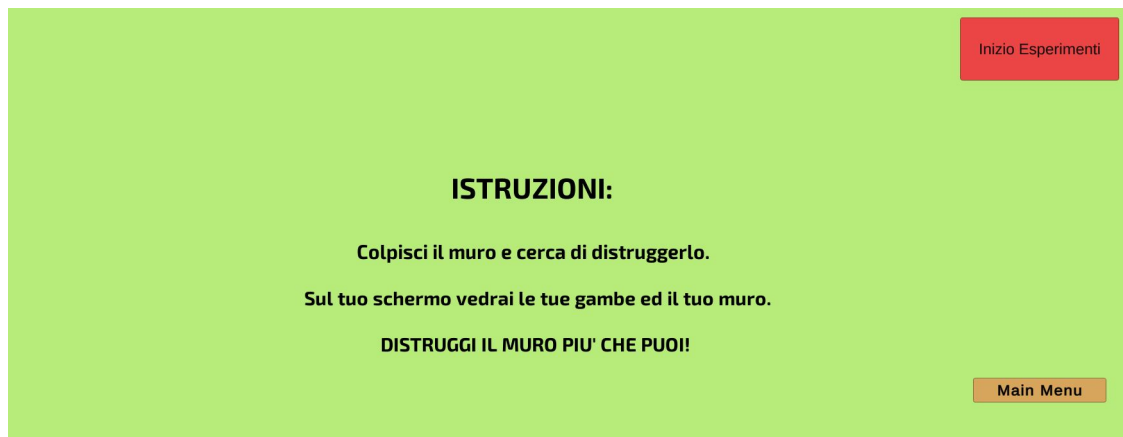 Inizio Esperimenti
ISTRUZIONI:
Colpisci il muro e cerca di distruggerlo.
Sul tuo schermo vedrai le tue gambe ed il tuo muro.
DISTRUGGI IL MURO PIU' CHE PUOI!
Main Menu